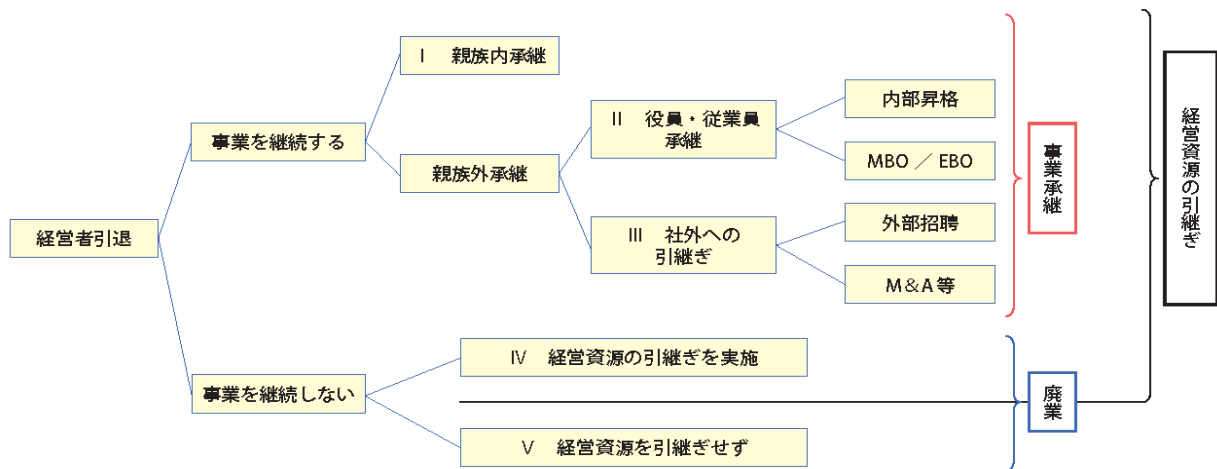 経営者引退
事業を継続する
事業を継続しない
Ⅰ　親族内承継
親族外承継
Ⅱ　役員・従業員
承継
Ⅲ　社外への
引継ぎ
内部昇格
MBO ／ EBO
外部招聘
M＆A 等
Ⅳ　経営資源の引継ぎを実施
Ⅴ　経営資源を引継ぎせず
事業承継
廃業
経営資源の引継ぎ